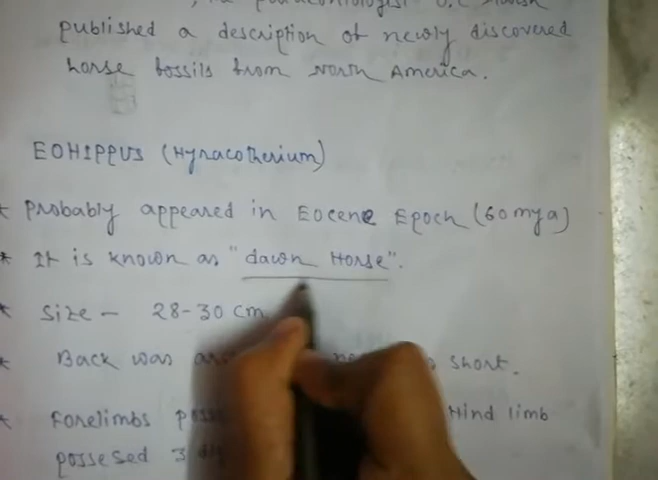 published a description of newly discovered
horse fossils from North America.
EOHIPPUS (Hyracotherium)
* Probably appeared in Eocene Epoch (60 mya)
* It is known as "dawn Horse".
* Size - 28-30 cm
* Back was short.
* Forelimbs Hind limb
possesed 3